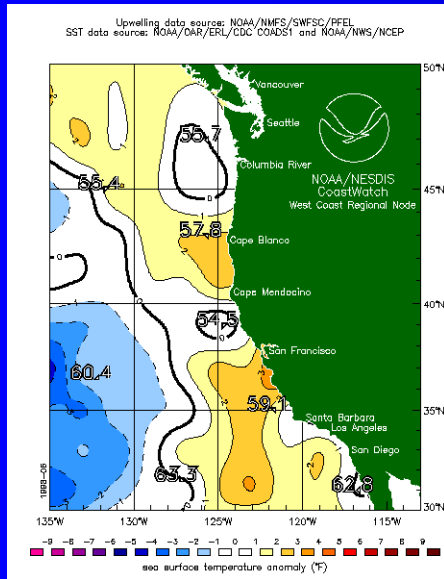 Upwelling data source: NOAA/NMFS/SWFSC/PFEL
SST data source: NOAA/OAR/ERL/CDC COADS1 and NOAA/NWS/NCEP
50°N
Vancouver
Seattle
55.7
Columbia River
NOAA/NESDIS
CoastWatch
West Coast Regional Node
55.4
45°N
57.8
Cape Blanco
Cape Mendocino
40°N
54.5
San Francisco
60.4
59.1
35°N
Santa Barbara
Los Angeles
San Diego
63.3
62.8
1998-06
30°N
135°W 130°W 125°W 120°W 115°W
-9 -8 -7 -6 -5 -4 -3 -2 -1 0 1 2 3 4 5 6 7 8 9
sea surface temperature anomaly (°F)